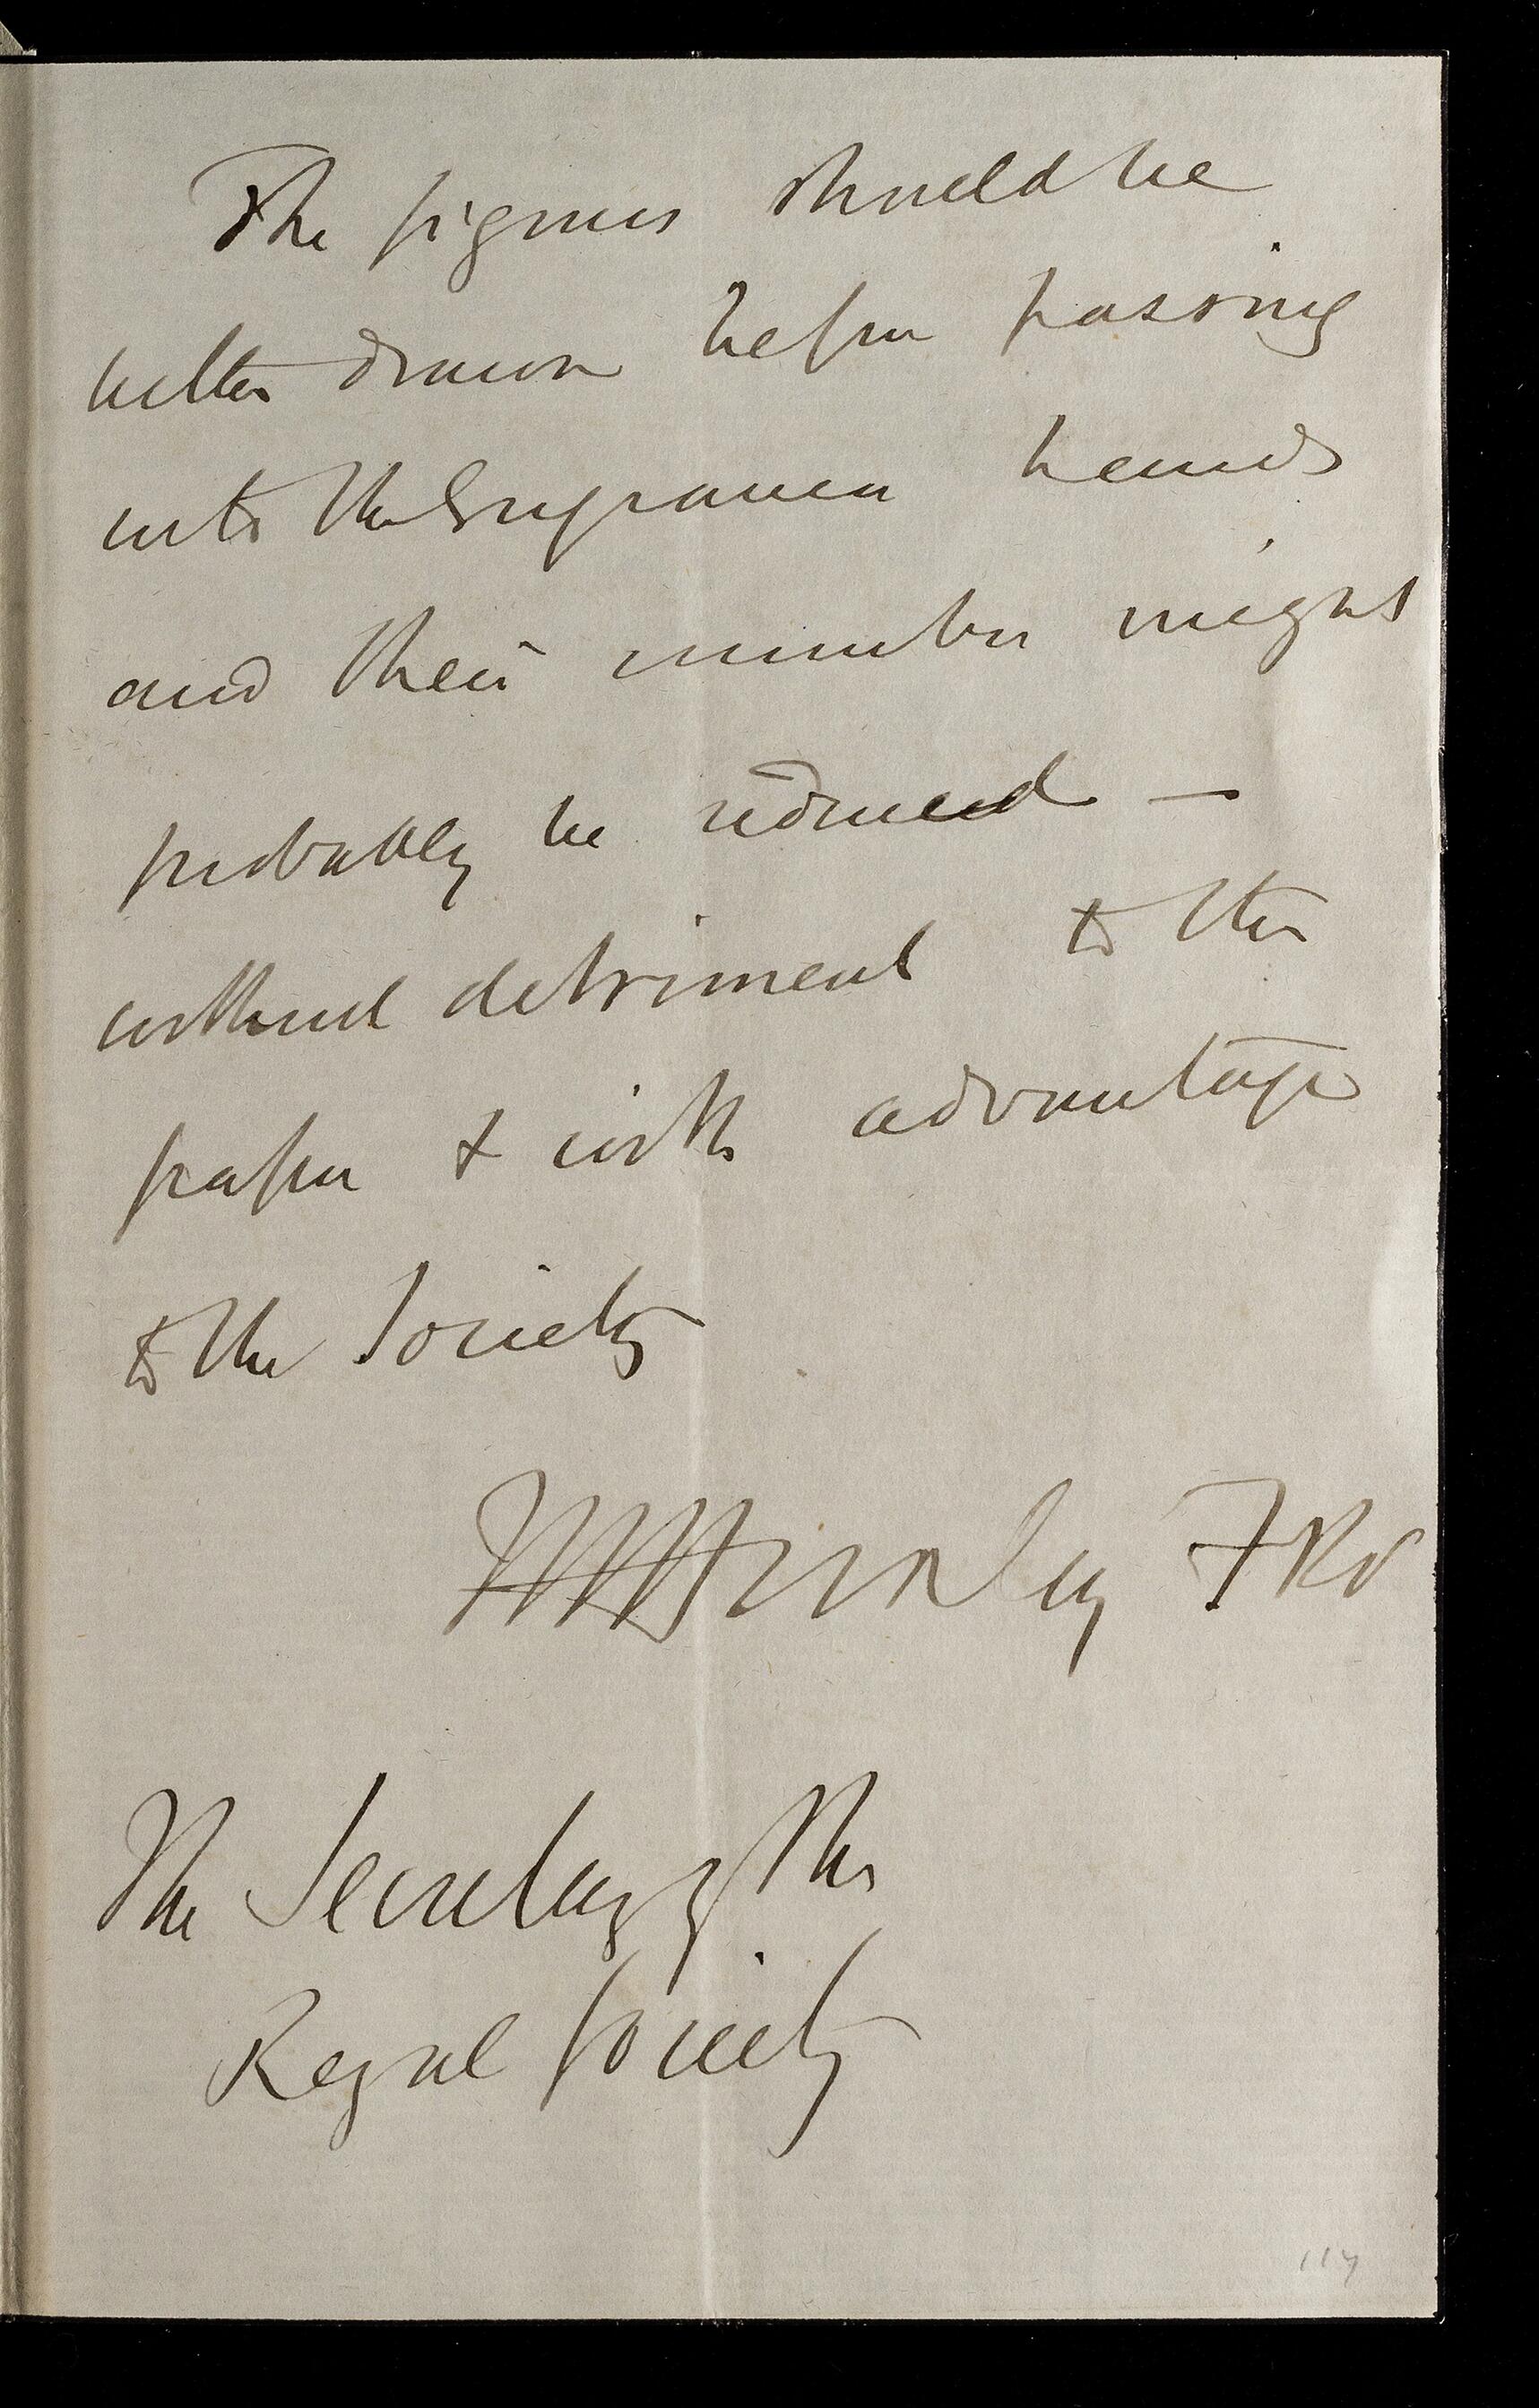 The figures should be
better drawn before passing
into the Engravers hands
and their number might
probably be reduced —
without detriment to the
paper & with advantage
to the Society
THHuxley FRS
The Secretary of the
Royal Society
117